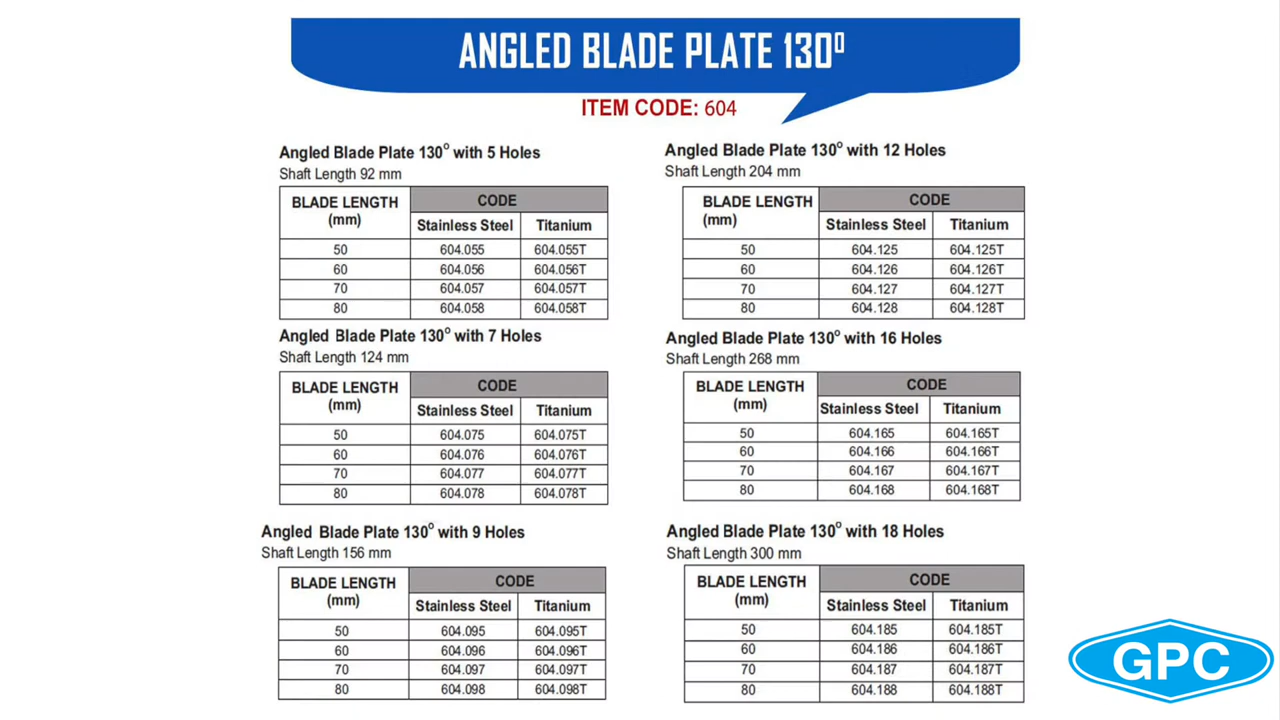 ANGLED BLADE PLATE 130⁰
ITEM CODE: 604
Angled Blade Plate 130° with 5 Holes
Shaft Length 92 mm
BLADE LENGTH (mm) CODE
Stainless Steel Titanium
50 604.055 604.055T
60 604.056 604.056T
70 604.057 604.057T
80 604.058 604.058T
Angled Blade Plate 130° with 7 Holes
Shaft Length 124 mm
BLADE LENGTH (mm) CODE
Stainless Steel Titanium
50 604.075 604.075T
60 604.076 604.076T
70 604.077 604.077T
80 604.078 604.078T
Angled Blade Plate 130° with 9 Holes
Shaft Length 156 mm
BLADE LENGTH (mm) CODE
Stainless Steel Titanium
50 604.095 604.095T
60 604.096 604.096T
70 604.097 604.097T
80 604.098 604.098T
Angled Blade Plate 130° with 12 Holes
Shaft Length 204 mm
BLADE LENGTH (mm) CODE
Stainless Steel Titanium
50 604.125 604.125T
60 604.126 604.126T
70 604.127 604.127T
80 604.128 604.128T
Angled Blade Plate 130° with 16 Holes
Shaft Length 268 mm
BLADE LENGTH (mm) CODE
Stainless Steel Titanium
50 604.165 604.165T
60 604.166 604.166T
70 604.167 604.167T
80 604.168 604.168T
Angled Blade Plate 130° with 18 Holes
Shaft Length 300 mm
BLADE LENGTH (mm) CODE
Stainless Steel Titanium
50 604.185 604.185T
60 604.186 604.186T
70 604.187 604.187T
80 604.188 604.188T
GPC